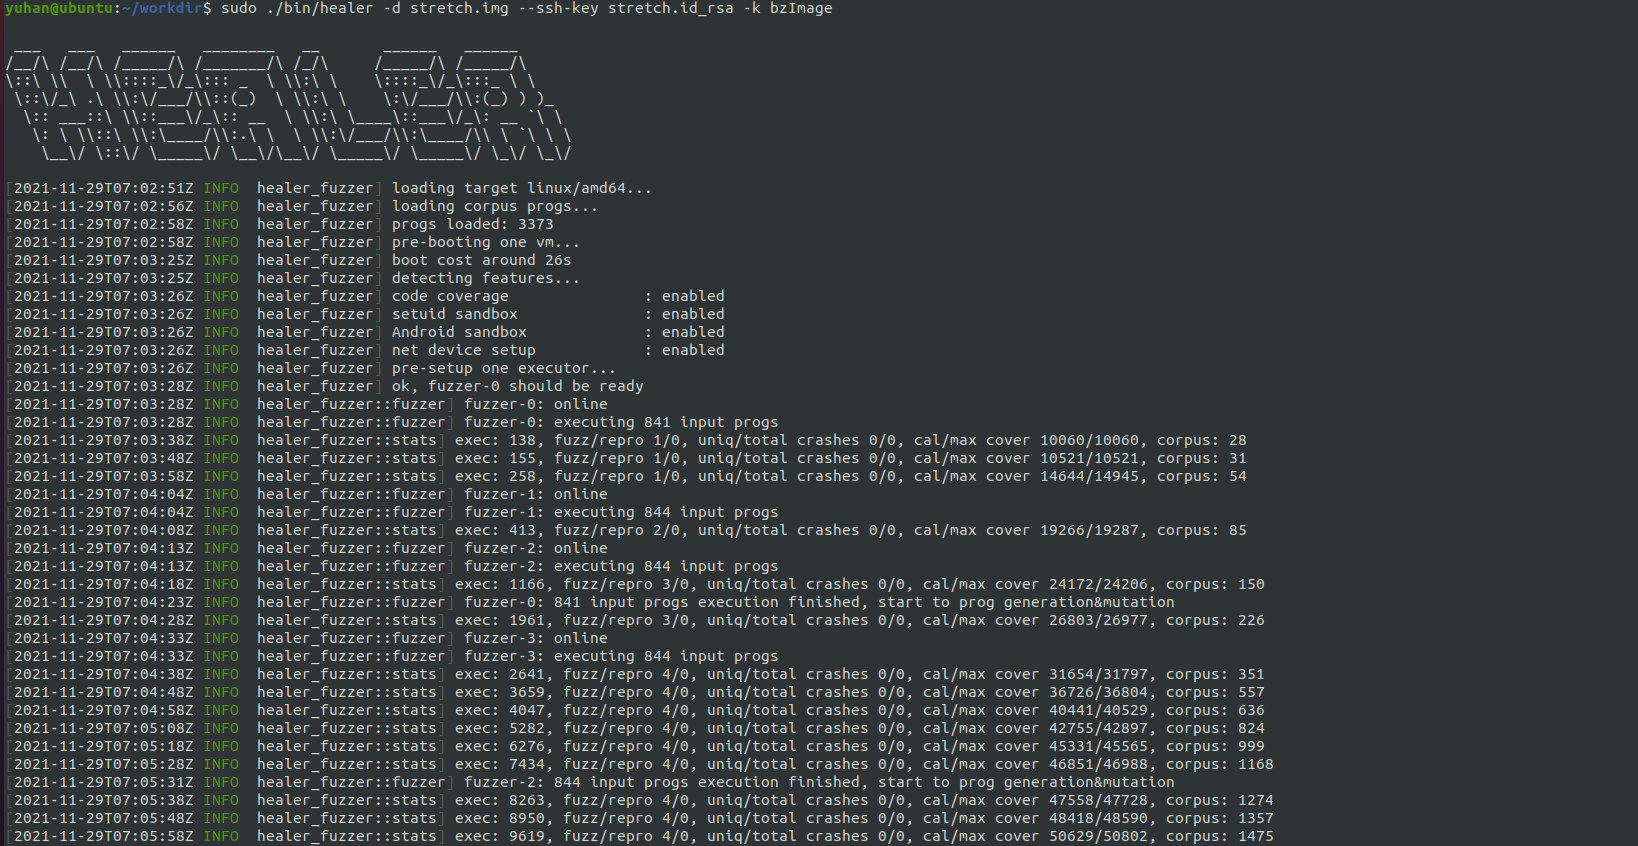 yuhan@ubuntu:~/workdir$ sudo ./bin/healer -d stretch.img --ssh-key stretch.id_rsa -k bzImage
 ___   ___   ______   ________   __       ______   ______
/__/\ /__/\ /_____/\ /_______/\ /_/\     /_____/\ /_____/\
\::\ \\  \ \\::::_\/_\::: _  \ \\:\ \    \::::_\/_\:::_ \ \
 \::\/_\ .\ \\:\/___/\\::(_)  \ \\:\ \    \:\/___/\\:(_) ) )_
  \:: ___::\ \\::___\/_\:: __  \ \\:\ \____\::___\/_\: __ `\ \
   \: \ \\::\ \\:\____/\\:.\ \  \ \\:\/___/\\:\____/\\ \ `\ \ \
    \__\/ \::\/ \_____\/ \__\/\__\/ \_____\/ \_____\/ \_\/ \_\/
[2021-11-29T07:02:51Z INFO  healer_fuzzer] loading target linux/amd64...
[2021-11-29T07:02:56Z INFO  healer_fuzzer] loading corpus progs...
[2021-11-29T07:02:58Z INFO  healer_fuzzer] progs loaded: 3373
[2021-11-29T07:02:58Z INFO  healer_fuzzer] pre-booting one vm...
[2021-11-29T07:03:25Z INFO  healer_fuzzer] boot cost around 26s
[2021-11-29T07:03:25Z INFO  healer_fuzzer] detecting features...
[2021-11-29T07:03:26Z INFO  healer_fuzzer] code coverage               : enabled
[2021-11-29T07:03:26Z INFO  healer_fuzzer] setuid sandbox              : enabled
[2021-11-29T07:03:26Z INFO  healer_fuzzer] Android sandbox             : enabled
[2021-11-29T07:03:26Z INFO  healer_fuzzer] net device setup            : enabled
[2021-11-29T07:03:26Z INFO  healer_fuzzer] pre-setup one executor...
[2021-11-29T07:03:28Z INFO  healer_fuzzer] ok, fuzzer-0 should be ready
[2021-11-29T07:03:28Z INFO  healer_fuzzer::fuzzer] fuzzer-0: online
[2021-11-29T07:03:28Z INFO  healer_fuzzer::fuzzer] fuzzer-0: executing 841 input progs
[2021-11-29T07:03:38Z INFO  healer_fuzzer::stats] exec: 138, fuzz/repro 1/0, uniq/total crashes 0/0, cal/max cover 10060/10060, corpus: 28
[2021-11-29T07:03:48Z INFO  healer_fuzzer::stats] exec: 155, fuzz/repro 1/0, uniq/total crashes 0/0, cal/max cover 10521/10521, corpus: 31
[2021-11-29T07:03:58Z INFO  healer_fuzzer::stats] exec: 258, fuzz/repro 1/0, uniq/total crashes 0/0, cal/max cover 14644/14945, corpus: 54
[2021-11-29T07:04:04Z INFO  healer_fuzzer::fuzzer] fuzzer-1: online
[2021-11-29T07:04:04Z INFO  healer_fuzzer::fuzzer] fuzzer-1: executing 844 input progs
[2021-11-29T07:04:08Z INFO  healer_fuzzer::stats] exec: 413, fuzz/repro 2/0, uniq/total crashes 0/0, cal/max cover 19266/19287, corpus: 85
[2021-11-29T07:04:13Z INFO  healer_fuzzer::fuzzer] fuzzer-2: online
[2021-11-29T07:04:13Z INFO  healer_fuzzer::fuzzer] fuzzer-2: executing 844 input progs
[2021-11-29T07:04:18Z INFO  healer_fuzzer::stats] exec: 1166, fuzz/repro 3/0, uniq/total crashes 0/0, cal/max cover 24172/24206, corpus: 150
[2021-11-29T07:04:23Z INFO  healer_fuzzer::fuzzer] fuzzer-0: 841 input progs execution finished, start to prog generation&mutation
[2021-11-29T07:04:28Z INFO  healer_fuzzer::stats] exec: 1961, fuzz/repro 3/0, uniq/total crashes 0/0, cal/max cover 26803/26977, corpus: 226
[2021-11-29T07:04:33Z INFO  healer_fuzzer::fuzzer] fuzzer-3: online
[2021-11-29T07:04:33Z INFO  healer_fuzzer::fuzzer] fuzzer-3: executing 844 input progs
[2021-11-29T07:04:38Z INFO  healer_fuzzer::stats] exec: 2641, fuzz/repro 4/0, uniq/total crashes 0/0, cal/max cover 31654/31797, corpus: 351
[2021-11-29T07:04:48Z INFO  healer_fuzzer::stats] exec: 3659, fuzz/repro 4/0, uniq/total crashes 0/0, cal/max cover 36726/36804, corpus: 557
[2021-11-29T07:04:58Z INFO  healer_fuzzer::stats] exec: 4047, fuzz/repro 4/0, uniq/total crashes 0/0, cal/max cover 40441/40529, corpus: 636
[2021-11-29T07:05:08Z INFO  healer_fuzzer::stats] exec: 5282, fuzz/repro 4/0, uniq/total crashes 0/0, cal/max cover 42755/42897, corpus: 824
[2021-11-29T07:05:18Z INFO  healer_fuzzer::stats] exec: 6276, fuzz/repro 4/0, uniq/total crashes 0/0, cal/max cover 45331/45565, corpus: 999
[2021-11-29T07:05:28Z INFO  healer_fuzzer::stats] exec: 7434, fuzz/repro 4/0, uniq/total crashes 0/0, cal/max cover 46851/46988, corpus: 1168
[2021-11-29T07:05:31Z INFO  healer_fuzzer::fuzzer] fuzzer-2: 844 input progs execution finished, start to prog generation&mutation
[2021-11-29T07:05:38Z INFO  healer_fuzzer::stats] exec: 8263, fuzz/repro 4/0, uniq/total crashes 0/0, cal/max cover 47558/47728, corpus: 1274
[2021-11-29T07:05:48Z INFO  healer_fuzzer::stats] exec: 8950, fuzz/repro 4/0, uniq/total crashes 0/0, cal/max cover 48418/48590, corpus: 1357
[2021-11-29T07:05:58Z INFO  healer_fuzzer::stats] exec: 9619, fuzz/repro 4/0, uniq/total crashes 0/0, cal/max cover 50629/50802, corpus: 1475